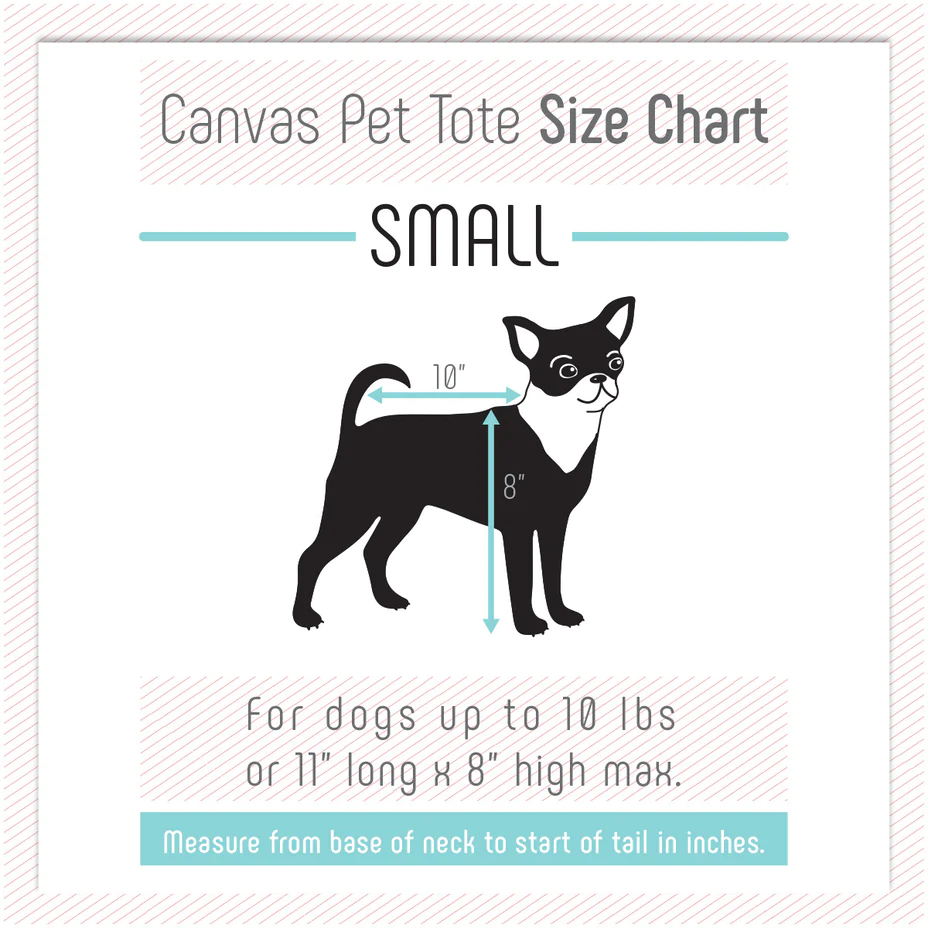 Canvas Pet Tote Size Chart
SMALL
10"
8"
For dogs up to 10 lbs
or 11" long x 8" high max.
Measure from base of neck to start of tail in inches.